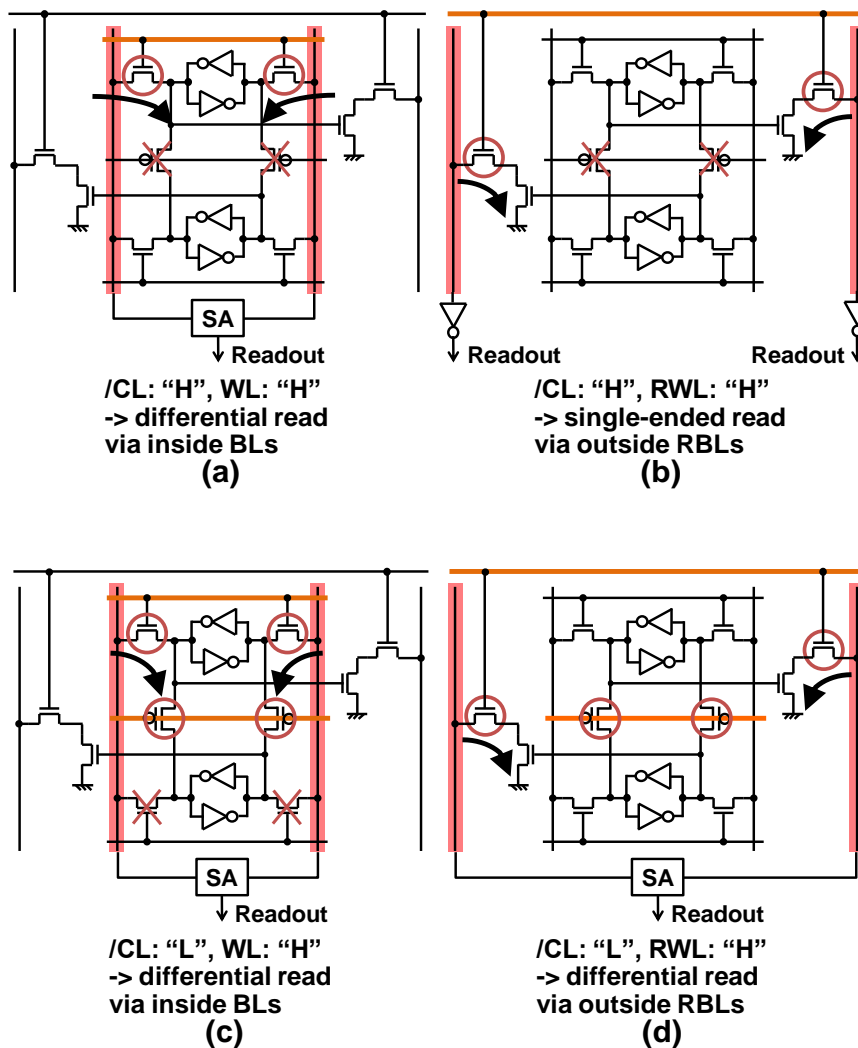 SA
Readout
/CL: “H”, WL: “H”
-> differential read
via inside BLs
(a)
Readout
Readout
/CL: “H”, RWL: “H”
-> single-ended read
via outside RBLs
(b)
SA
Readout
/CL: “L”, WL: “H”
-> differential read
via inside BLs
(c)
SA
Readout
/CL: “L”, RWL: “H”
-> differential read
via outside RBLs
(d)